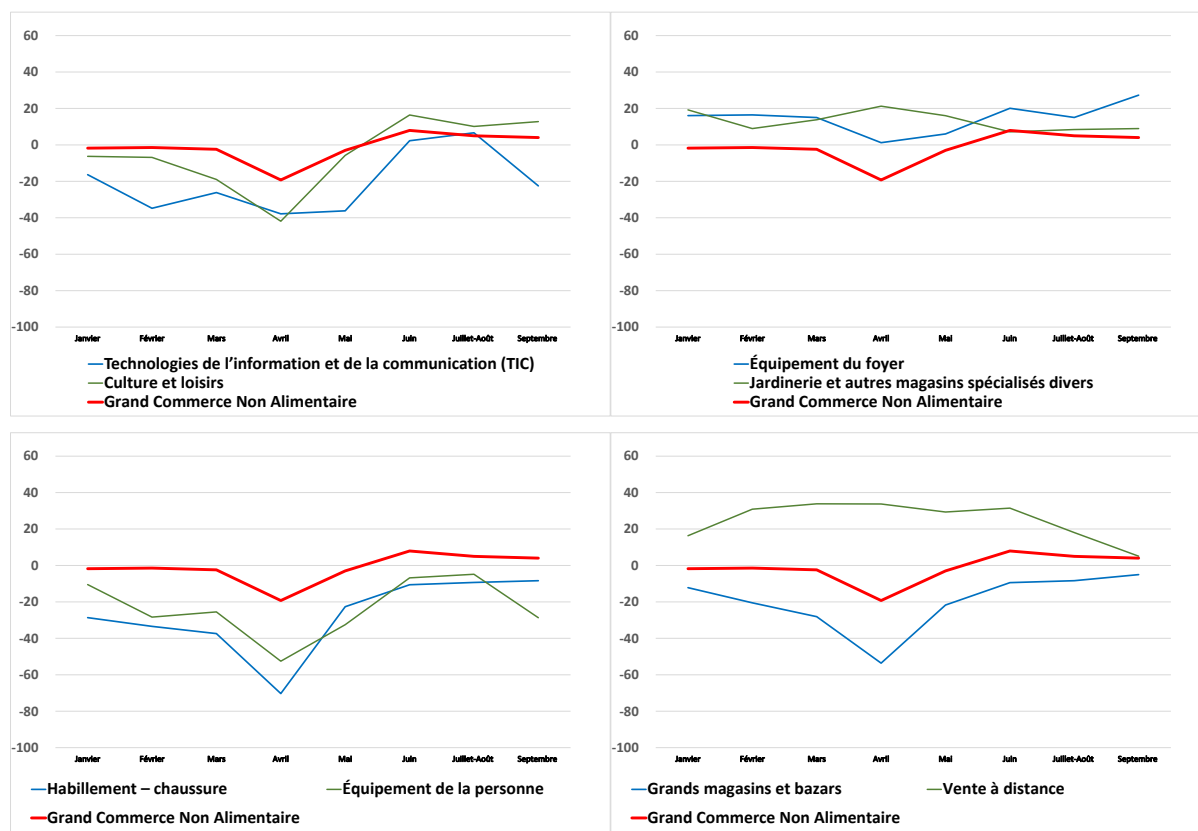 60
40
20
0
-20
-40
-60
-80
-100
Janvier Février Mars Avril Mai Juin Juillet-Août Septembre
Technologies de l’information et de la communication (TIC)
Culture et loisirs
Grand Commerce Non Alimentaire
60
40
20
0
-20
-40
-60
-80
-100
Janvier Février Mars Avril Mai Juin Juillet-Août Septembre
Équipement du foyer
Jardinerie et autres magasins spécialisés divers
Grand Commerce Non Alimentaire
60
40
20
0
-20
-40
-60
-80
-100
Janvier Février Mars Avril Mai Juin Juillet-Août Septembre
Habillement – chaussure Équipement de la personne
Grand Commerce Non Alimentaire
60
40
20
0
-20
-40
-60
-80
-100
Janvier Février Mars Avril Mai Juin Juillet-Août Septembre
Grands magasins et bazars Vente à distance
Grand Commerce Non Alimentaire